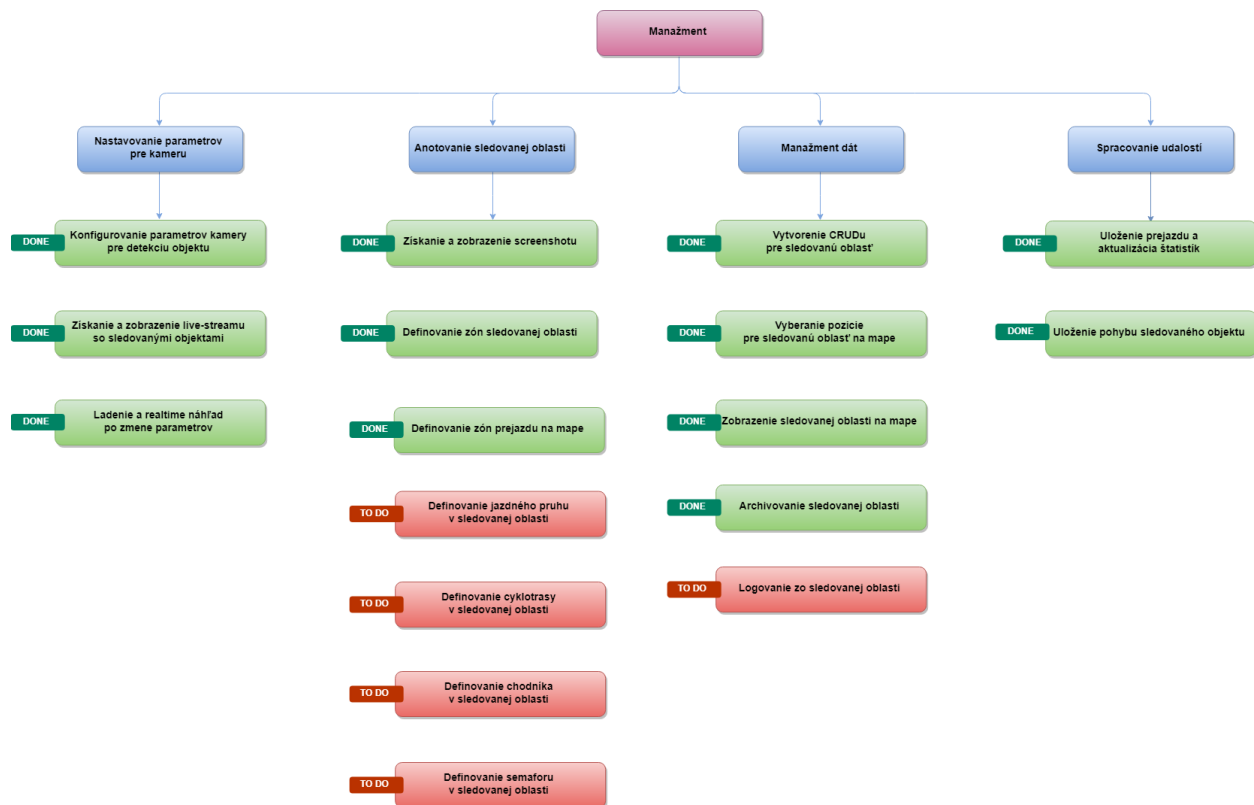 Manažment
Nastavovanie parametrov
pre kameru
Anotovanie sledovanej oblasti
Manažment dát
Spracovanie udalostí
DONE
Konfigurovanie parametrov kamery
pre detekciu objektu
DONE
Získanie a zobrazenie screenshotu
DONE
Vytvorenie CRUDu
pre sledovanú oblasť
DONE
Uloženie prejazdu a
aktualizácia štatistík
DONE
Získanie a zobrazenie live-streamu
so sledovanými objektami
DONE
Definovanie zón sledovanej oblasti
DONE
Vyberanie pozicie
pre sledovanú oblasť na mape
DONE
Uloženie pohybu sledovaného objektu
DONE
Ladenie a realtime náhľad
po zmene parametrov
DONE
Definovanie zón prejazdu na mape
DONE
Zobrazenie sledovanej oblasti na mape
TO DO
Definovanie jazdného pruhu
v sledovanej oblasti
DONE
Archivovanie sledovanej oblasti
TO DO
Definovanie cyklotrasy
v sledovanej oblasti
TO DO
Logovanie zo sledovanej oblasti
TO DO
Definovanie chodníka
v sledovanej oblasti
TO DO
Definovanie semaforu
v sledovanej oblasti